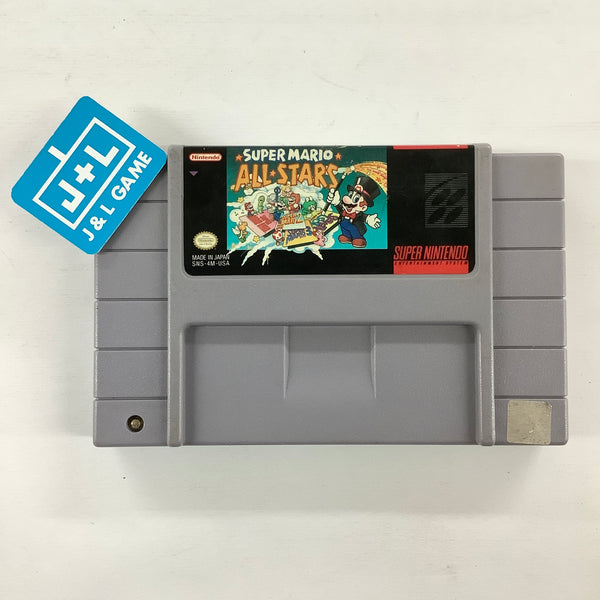 J+L
J & L GAME
Nintendo
SUPER MARIO
ALL★STARS
MADE IN JAPAN
SNS-4M-USA
SUPER NINTENDO
ENTERTAINMENT SYSTEM